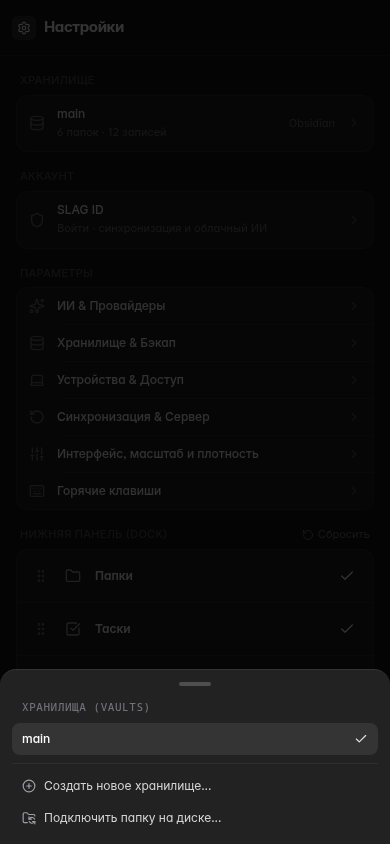 Настройки
ХРАНИЛИЩЕ
main
6 папок · 12 записей
Obsidian
АККАУНТ
SLAG ID
Войти · синхронизация и облачный ИИ
ПАРАМЕТРЫ
ИИ & Провайдеры
Хранилище & Бэкап
Устройства & Доступ
Синхронизация & Сервер
Интерфейс, масштаб и плотность
Горячие клавиши
НИЖНЯЯ ПАНЕЛЬ (DOCK)
Сбросить
Папки
Таски
ХРАНИЛИЩА (VAULTS)
main
Создать новое хранилище...
Подключить папку на диске...